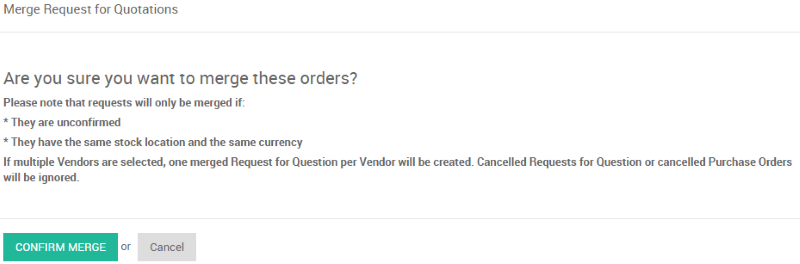 Merge Request for Quotations
Are you sure you want to merge these orders?
Please note that requests will only be merged if:
* They are unconfirmed
* They have the same stock location and the same currency
If multiple Vendors are selected, one merged Request for Question per Vendor will be created. Cancelled Requests for Question or cancelled Purchase Orders
will be ignored.
CONFIRM MERGE or Cancel